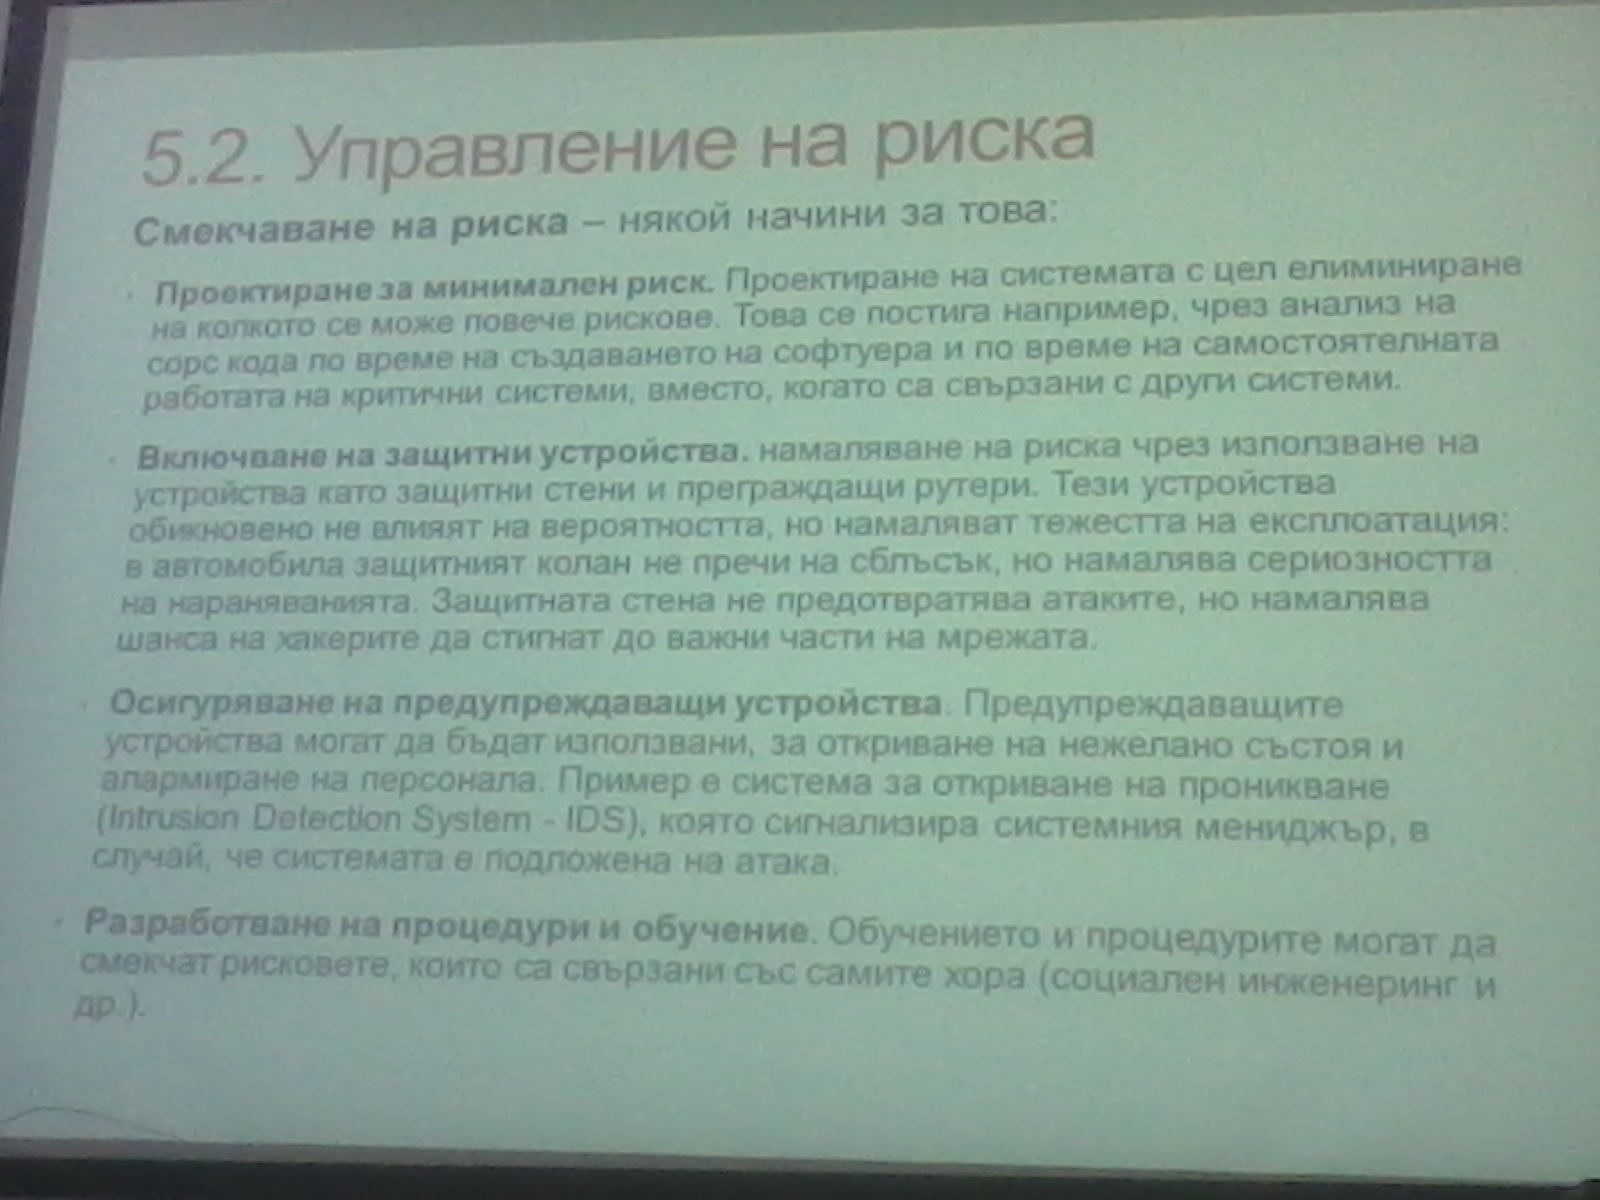 5.2. Управление на риска
Смекчаване на риска – някой начини за това:
Проектиране за минимален риск. Проектиране на системата с цел елиминиране
на колкото се може повече рискове. Това се постига например, чрез анализ на
сорс кода по време на създаването на софтуера и по време на самостоятелната
работата на критични системи, вместо, когато са свързани с други системи.
Включване на защитни устройства. намаляване на риска чрез използване на
устройства като защитни стени и преграждащи рутери. Тези устройства
обикновено не влияят на вероятността, но намаляват тежестта на експлоатация:
в автомобила защитният колан не пречи на сблъсък, но намалява сериозността
на нараняванията. Защитната стена не предотвратява атаките, но намалява
шанса на хакерите да стигнат до важни части на мрежата.
Осигуряване на предупреждаващи устройства. Предупреждаващите
устройства могат да бъдат използвани, за откриване на нежелано състоя и
алармиране на персонала. Пример е система за откриване на проникване
(Intrusion Detection System - IDS), която сигнализира системния мениджър, в
случай, че системата е подложена на атака.
Разработване на процедури и обучение. Обучението и процедурите могат да
смекчат рисковете, които са свързани със самите хора (социален инженеринг и
др.).